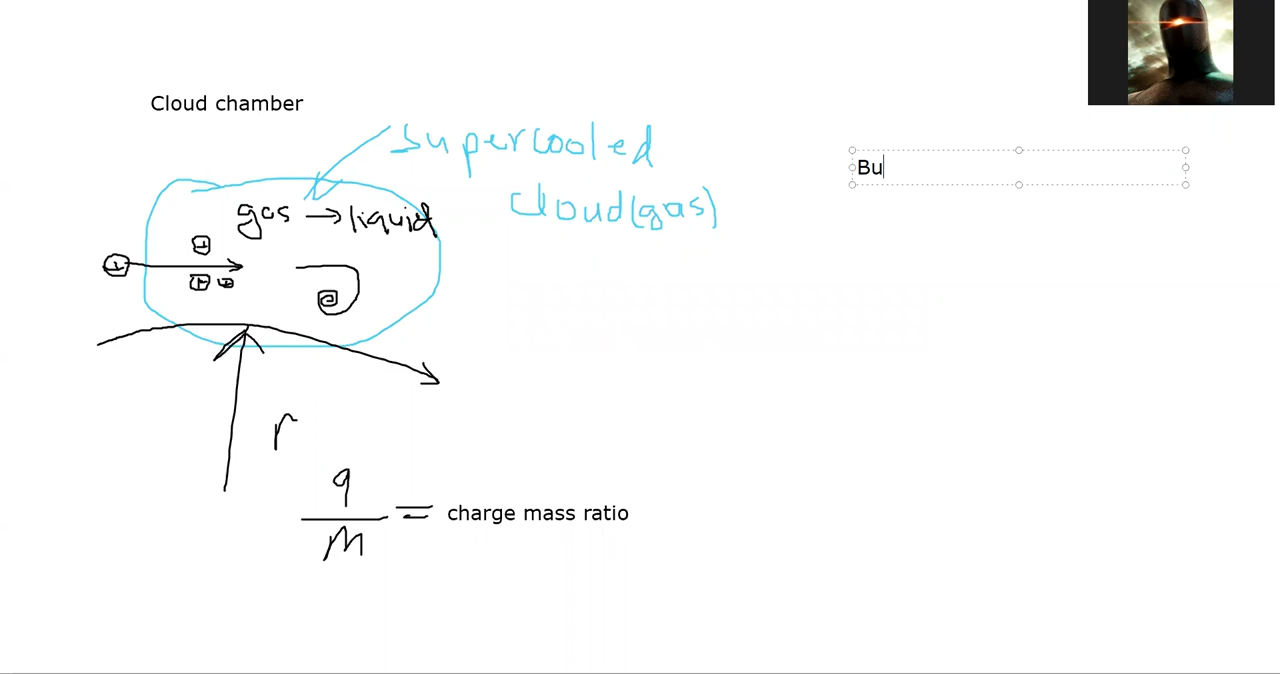 Cloud chamber
supercooled
cloud(gas)
gas → liquid
r
q
m
= charge mass ratio
Bu